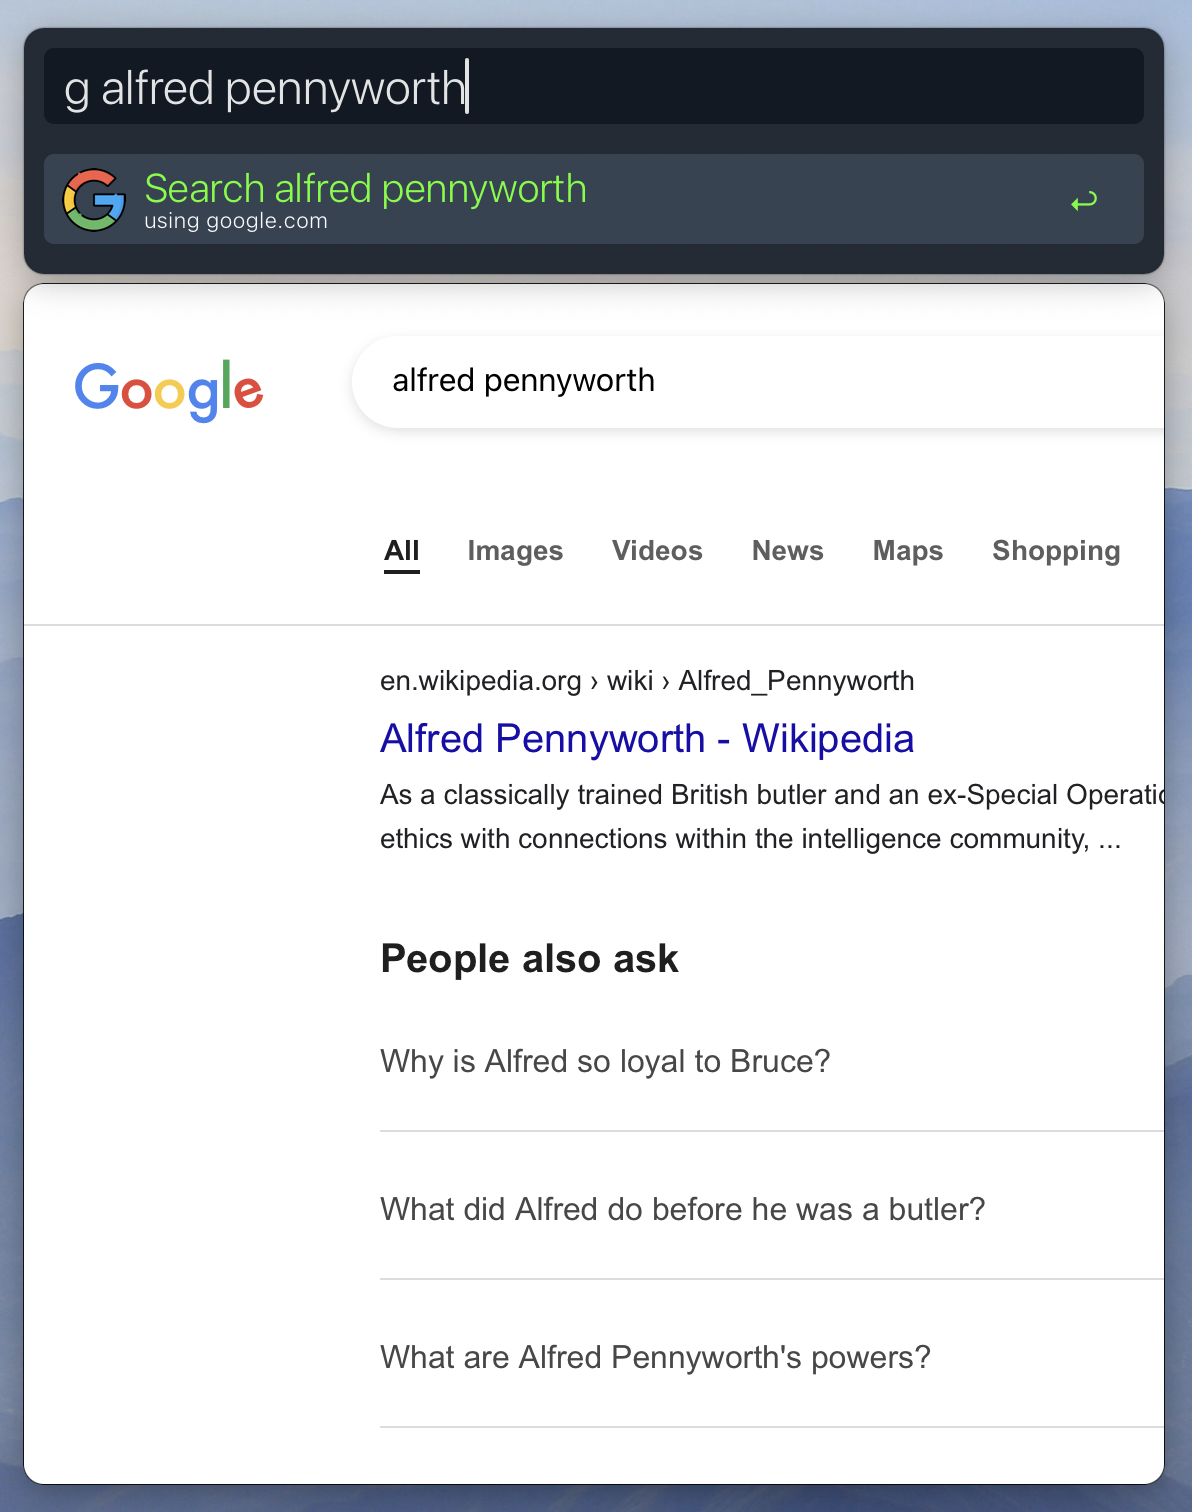 g alfred pennyworth
Search alfred pennyworth
using google.com
Google
alfred pennyworth
All Images Videos News Maps Shopping
en.wikipedia.org › wiki › Alfred_Pennyworth
Alfred Pennyworth - Wikipedia
As a classically trained British butler and an ex-Special Operatic
ethics with connections within the intelligence community, ...
People also ask
Why is Alfred so loyal to Bruce?
What did Alfred do before he was a butler?
What are Alfred Pennyworth's powers?